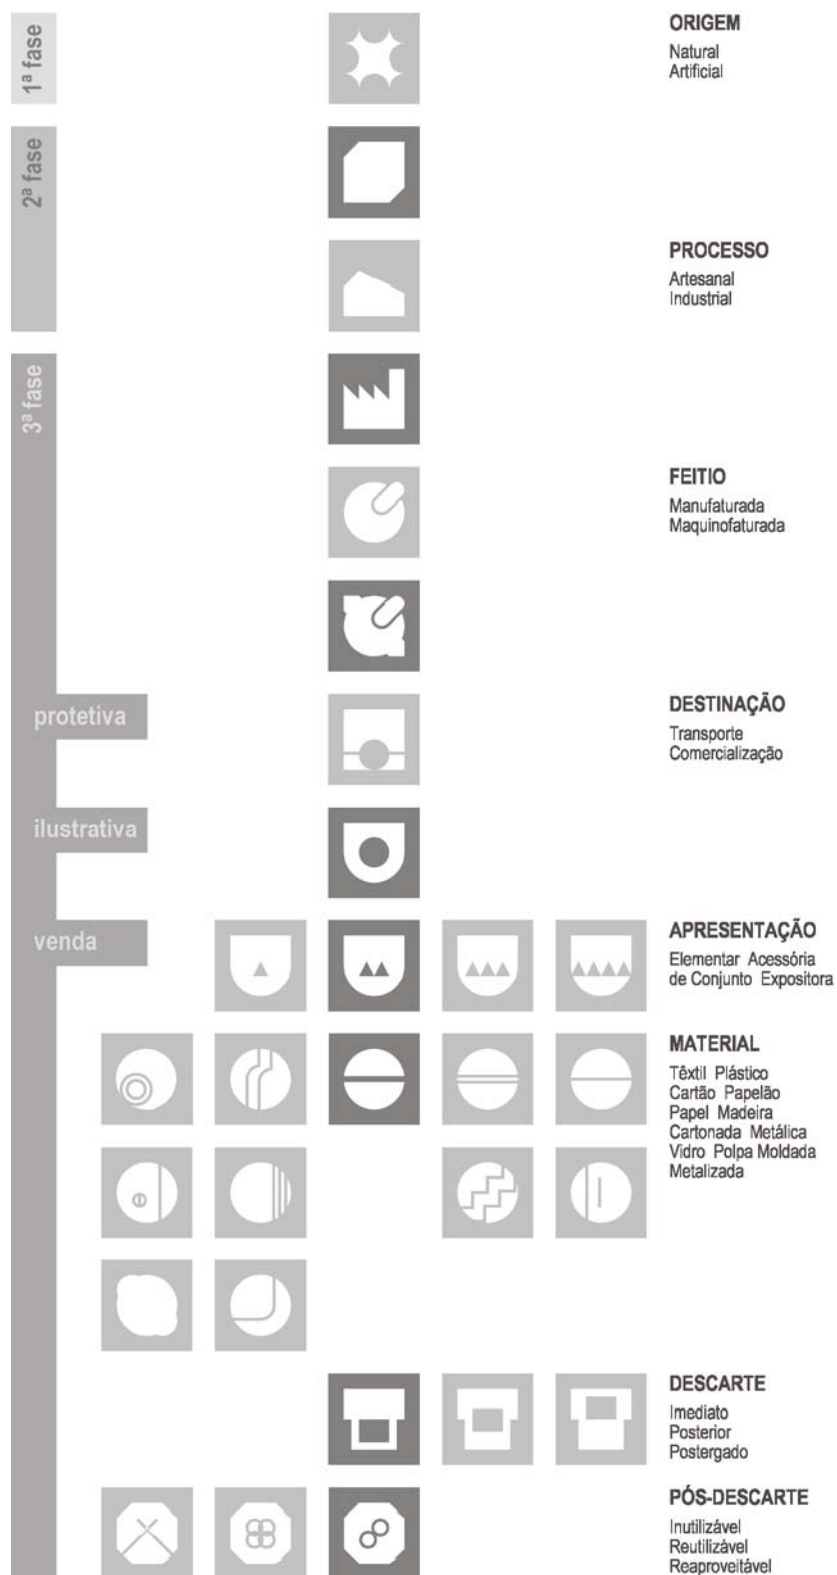 1ª fase
ORIGEM
Natural
Artificial
2ª fase
PROCESSO
Artesanal
Industrial
3ª fase
FEITIO
Manufaturada
Maquinofaturada
protetiva
DESTINAÇÃO
Transporte
Comercialização
ilustrativa
venda
APRESENTAÇÃO
Elementar Acessória
de Conjunto Expositora
MATERIAL
Têxtil Plástico
Cartão Papelão
Papel Madeira
Cartonada Metálica
Vidro Polpa Moldada
Metalizada
DESCARTE
Imediato
Posterior
Postergado
PÓS-DESCARTE
Inutilizável
Reutilizável
Reaproveitável